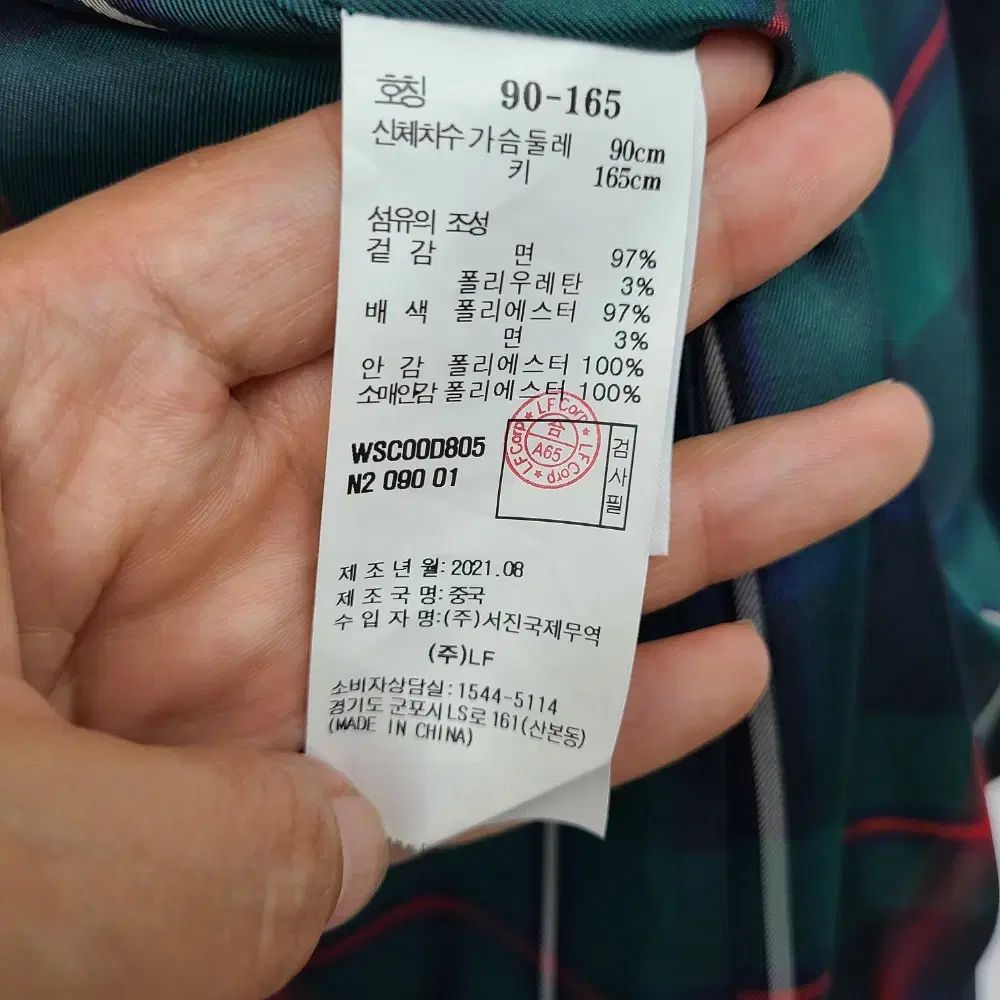 호칭 90-165
신체치수 가슴둘레 90cm
키 165cm
섬유의 조성
겉 감 면 97%
폴리우레탄 3%
배 색 폴리에스터 97%
면 3%
안 감 폴리에스터 100%
소매안감 폴리에스터 100%
WSC00D805
N2 090 01
LF Corp ★ LF Corp ★ LF Corp ★
숨
A65
검사필
제 조 년 월: 2021.08
제 조 국 명: 중국
수 입 자 명:(주)서진국제무역
(주)LF
소비자상담실:1544-5114
경기도 군포시 LS로 161(산본동)
(MADE IN CHINA)